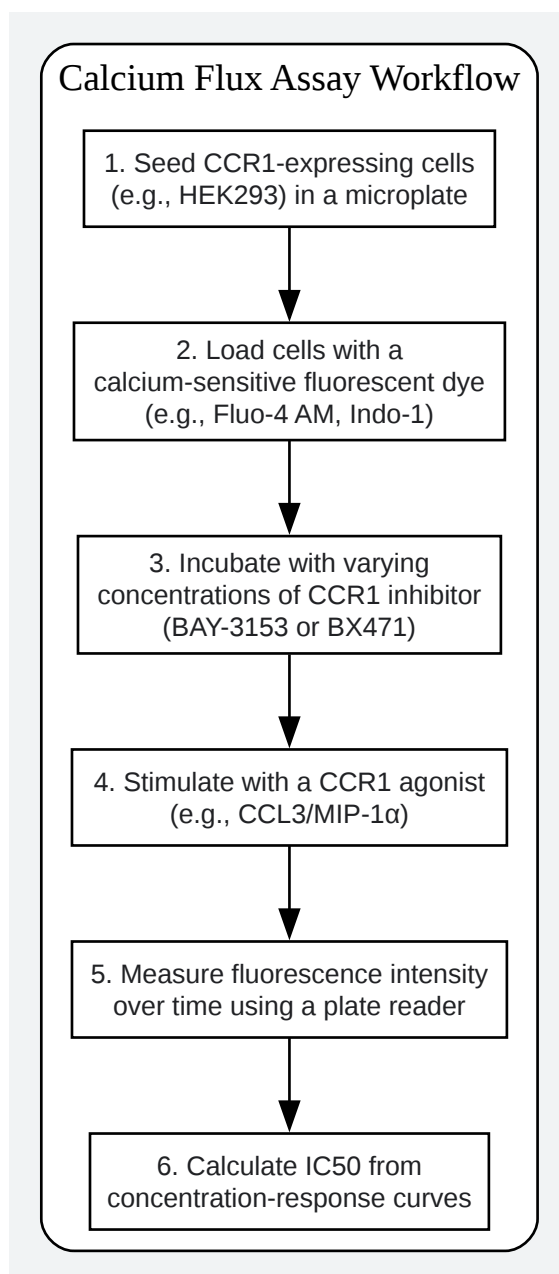 Calcium Flux Assay Workflow
1. Seed CCR1-expressing cells
(e.g., HEK293) in a microplate
2. Load cells with a
calcium-sensitive fluorescent dye
(e.g., Fluo-4 AM, Indo-1)
3. Incubate with varying
concentrations of CCR1 inhibitor
(BAY-3153 or BX471)
4. Stimulate with a CCR1 agonist
(e.g., CCL3/MIP-1α)
5. Measure fluorescence intensity
over time using a plate reader
6. Calculate IC50 from
concentration-response curves